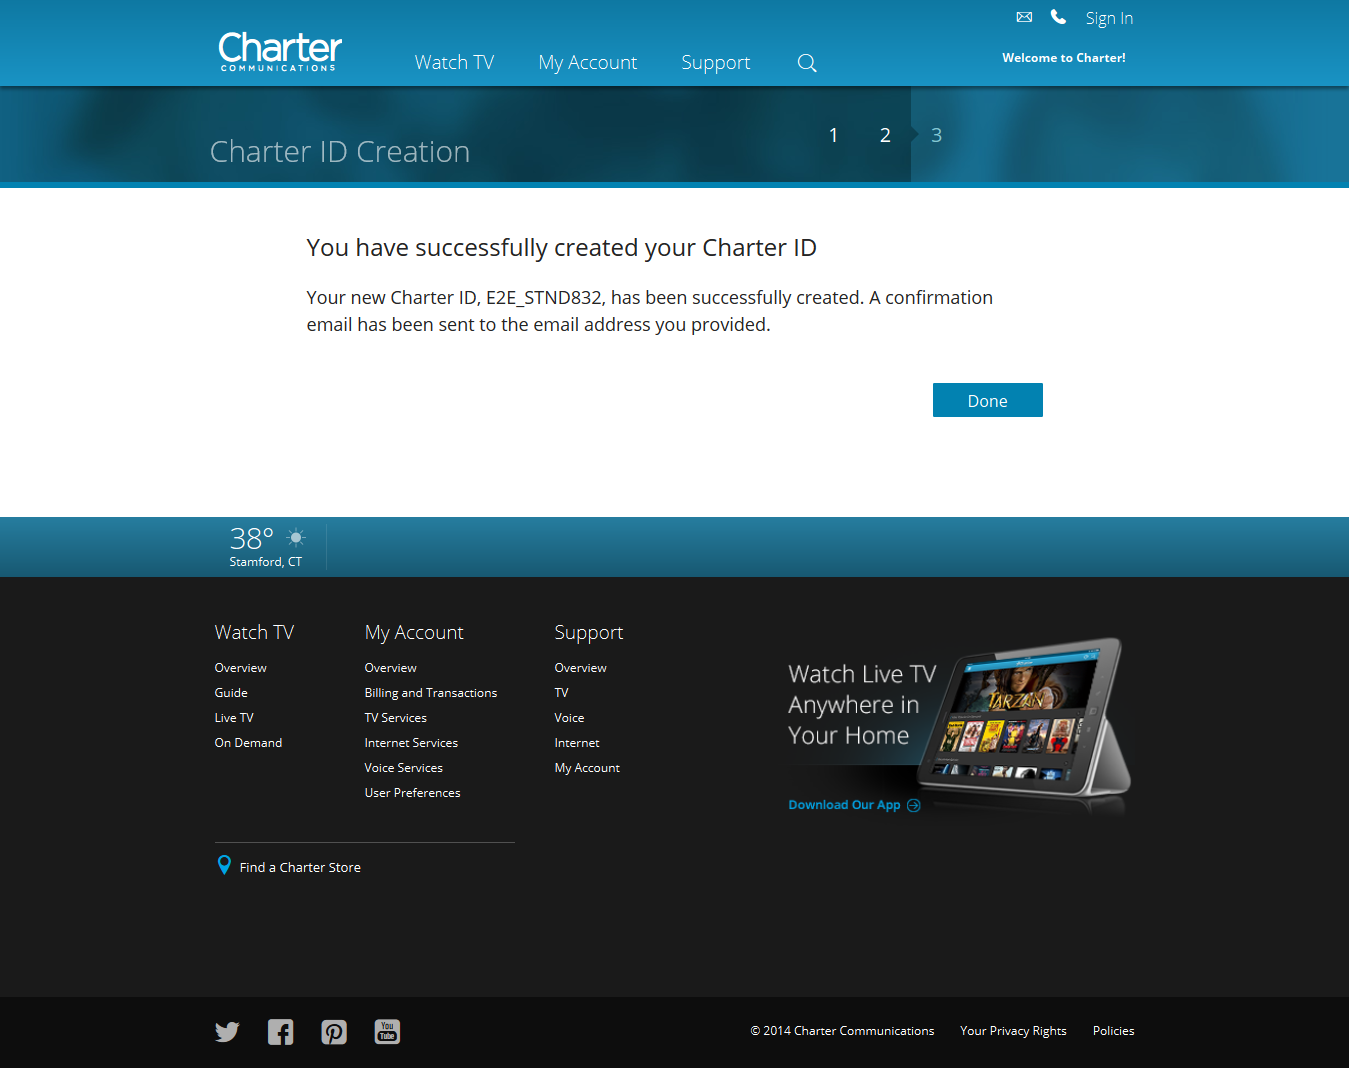 Sign In
Charter
COMMUNICATIONS
Watch TV My Account Support
Welcome to Charter!
Charter ID Creation
1 2 3
You have successfully created your Charter ID
Your new Charter ID, E2E_STND832, has been successfully created. A confirmation
email has been sent to the email address you provided.
Done
38°
Stamford, CT
Watch TV
Overview
Guide
Live TV
On Demand
My Account
Overview
Billing and Transactions
TV Services
Internet Services
Voice Services
User Preferences
Support
Overview
TV
Voice
Internet
My Account
Watch Live TV
Anywhere in
Your Home
TARZAN
Download Our App
Find a Charter Store
You
Tube
© 2014 Charter Communications Your Privacy Rights Policies